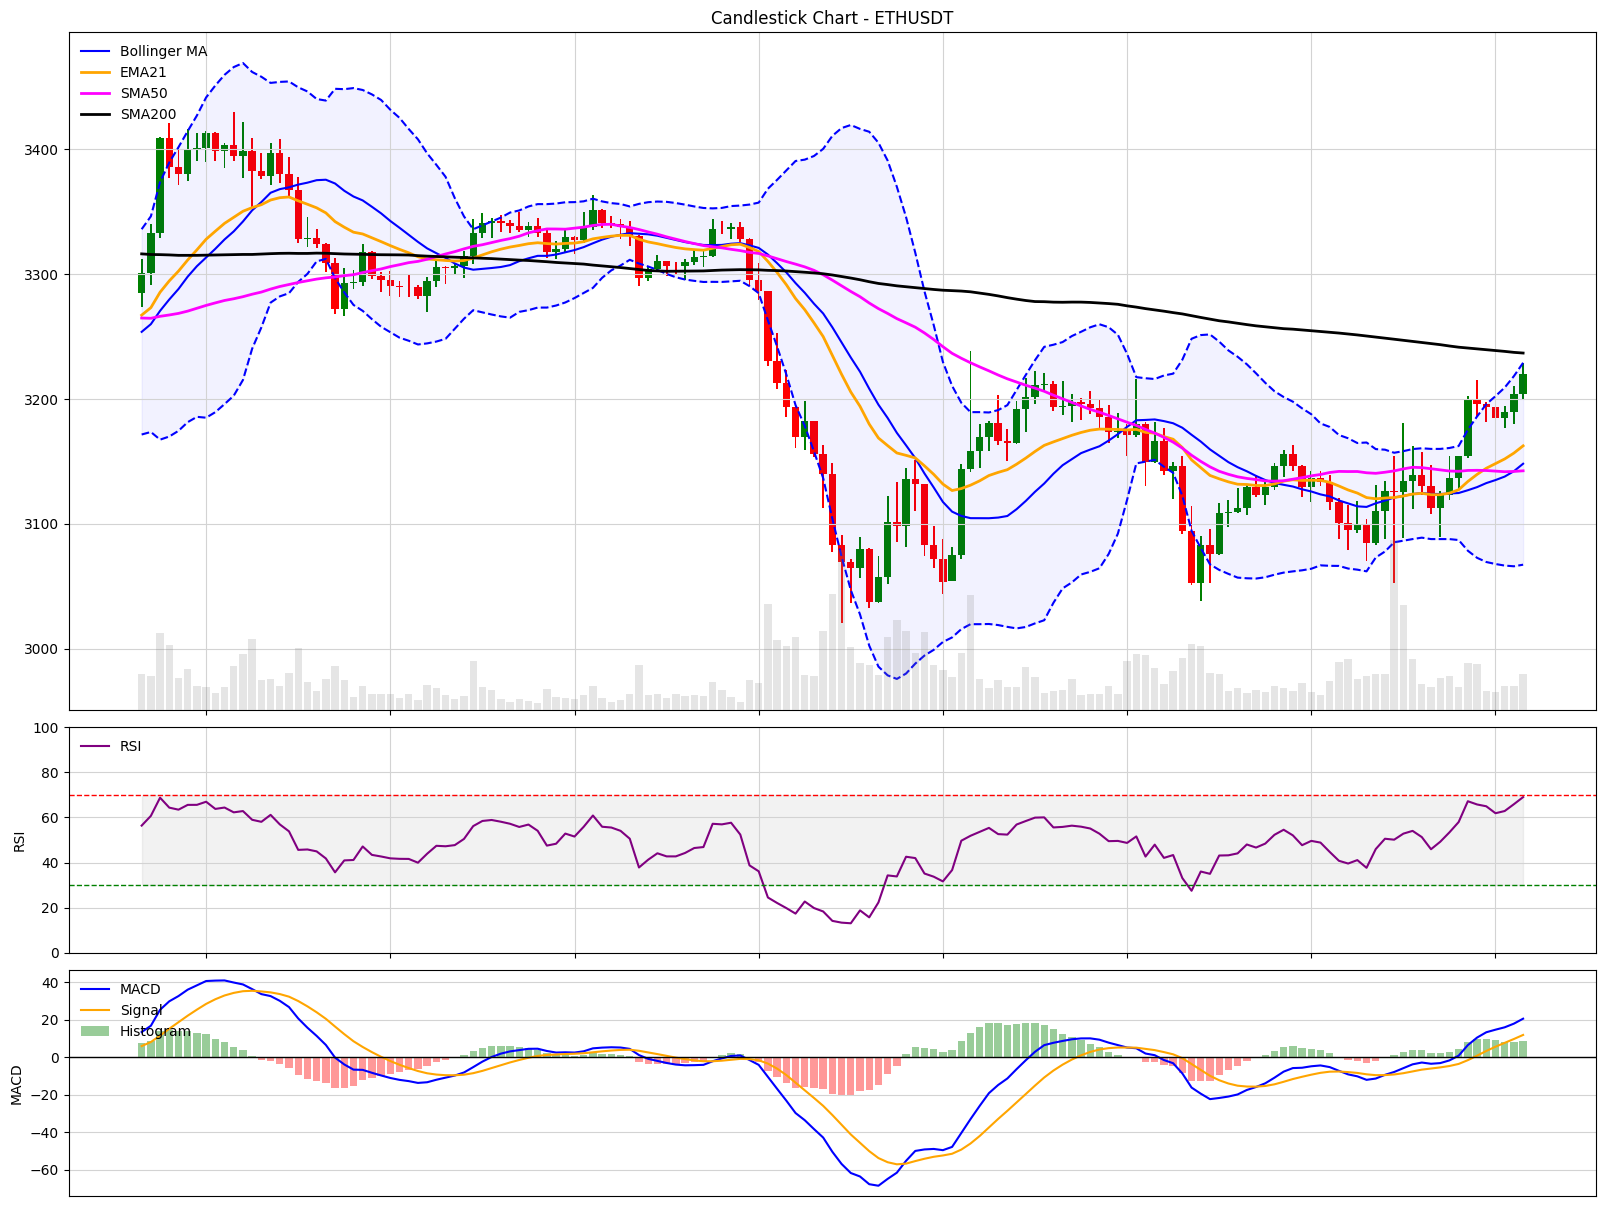 Candlestick Chart - ETHUSDT
Bollinger MA
EMA21
SMA50
SMA200
3400
3300
3200
3100
3000
RSI
100
80
60
40
20
0
RSI
MACD
Signal
Histogram
40
20
0
−20
−40
−60
MACD